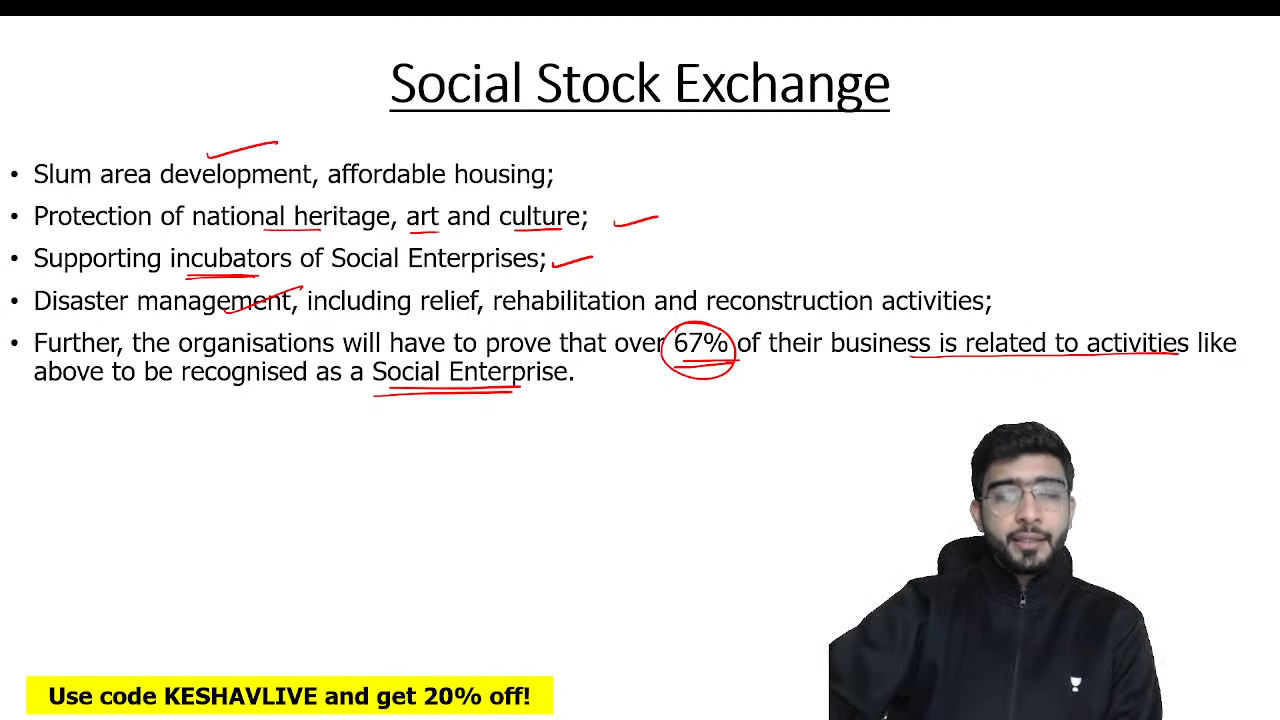 Social Stock Exchange
• Slum area development, affordable housing;
• Protection of national heritage, art and culture;
• Supporting incubators of Social Enterprises;
• Disaster management, including relief, rehabilitation and reconstruction activities;
• Further, the organisations will have to prove that over 67% of their business is related to activities like
above to be recognised as a Social Enterprise.
Use code KESHAVLIVE and get 20% off!